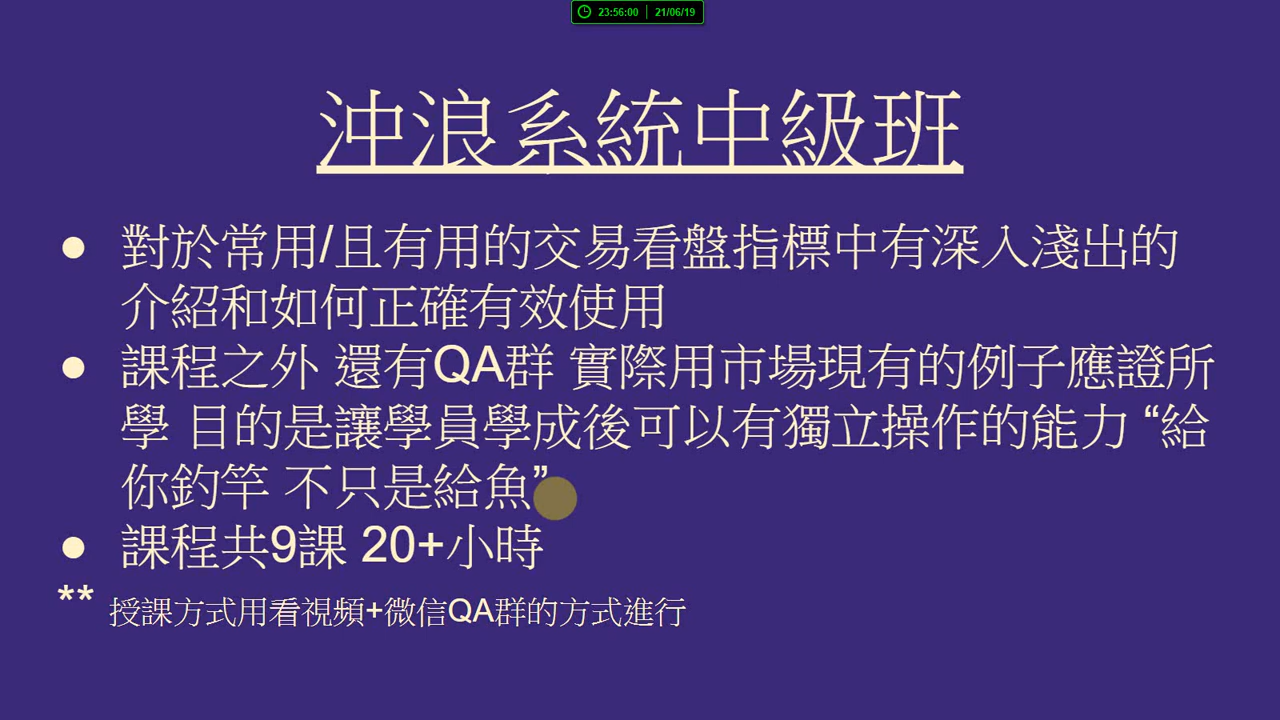 23:56:00 | 21/06/19
沖浪系統中級班
● 對於常用/且有用的交易看盤指標中有深入淺出的
介紹和如何正確有效使用
● 課程之外 還有QA群 實際用市場現有的例子應證所
學 目的是讓學員學成後可以有獨立操作的能力 “給
你釣竿 不只是給魚”
● 課程共9課 20+小時
** 授課方式用看視頻+微信QA群的方式進行